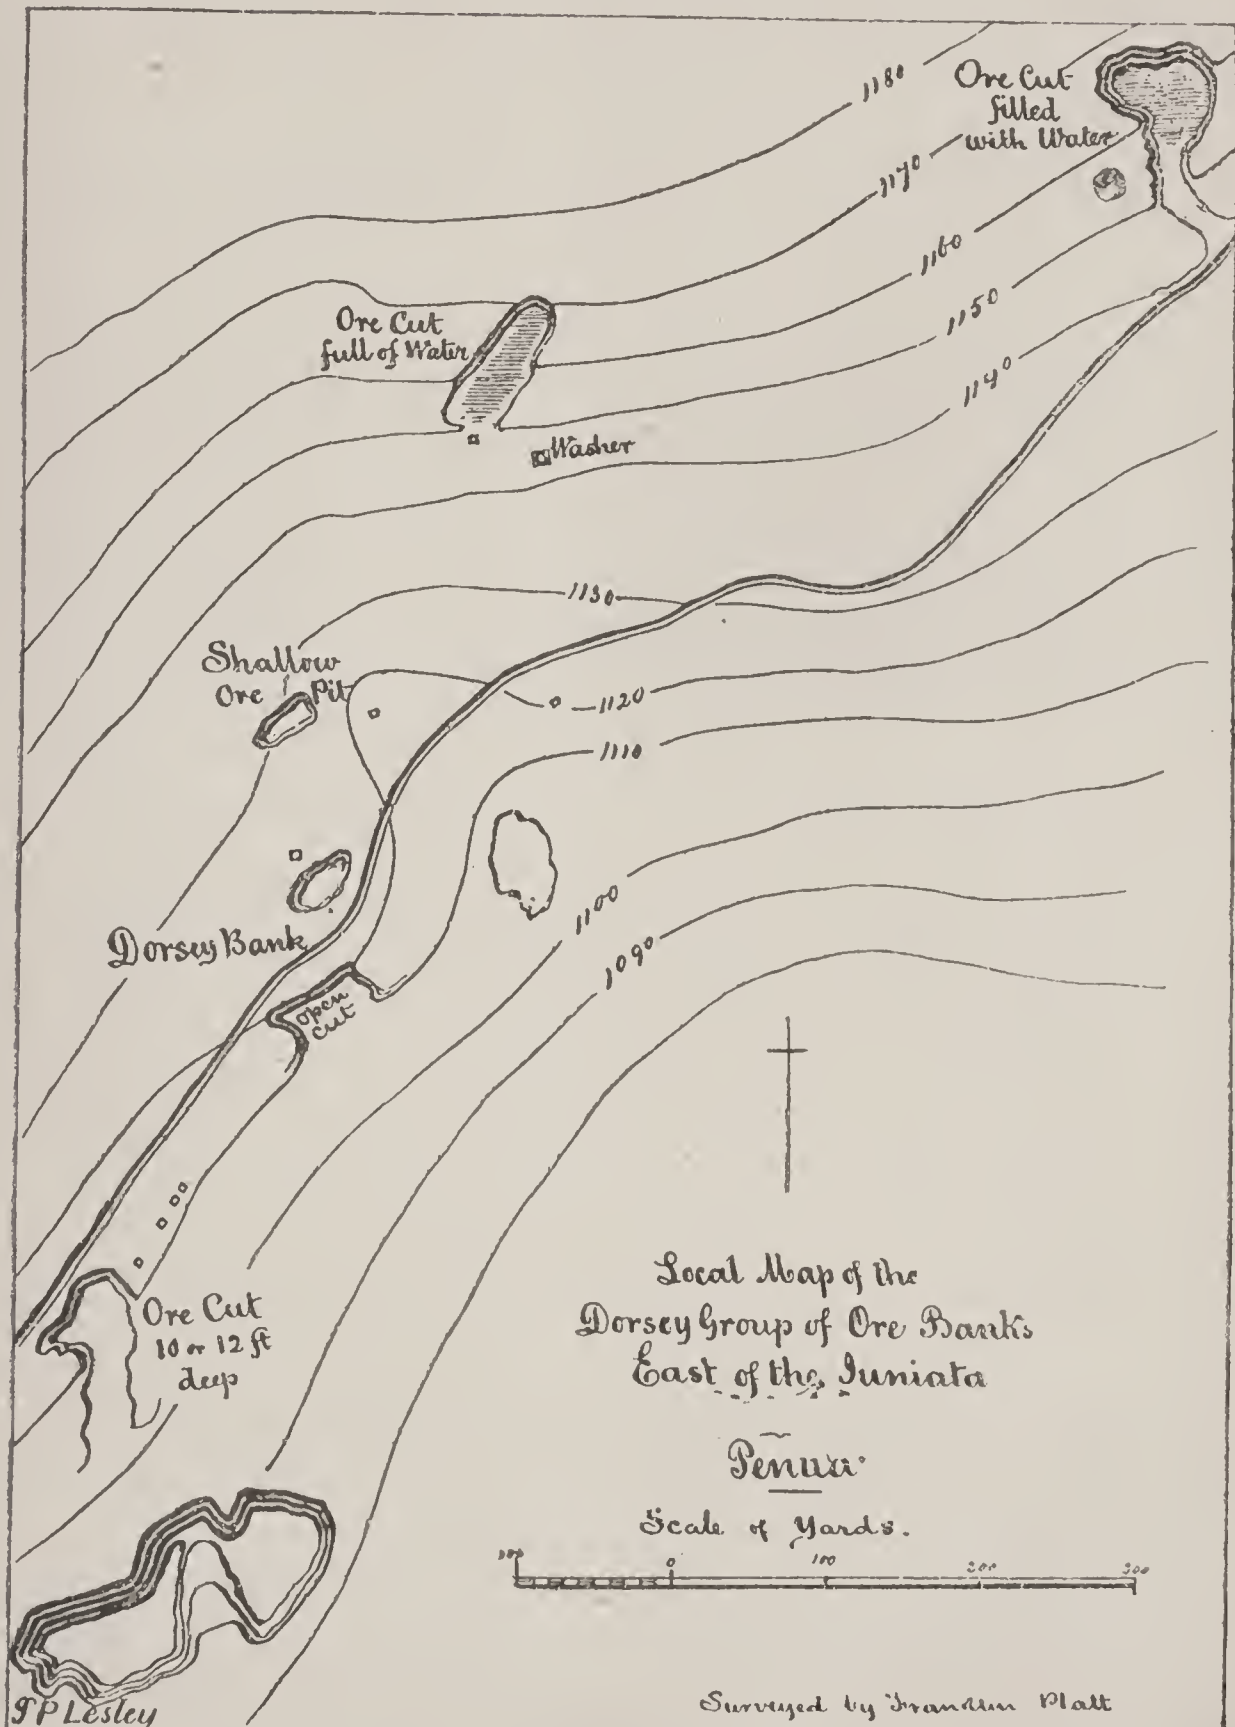 1180
Ore Cut
filled
with Water
1170
1160
1150
1140
Ore Cut
full of Water
Washer
1130
Shallow
Ore Pit
1120
1110
1100
1090
Dorsey Bank
open
cut
Ore Cut
10 or 12 ft
deep
Local Map of the
Dorsey Group of Ore Banks
East of the Juniata
Penna.
Scale of Yards.
100 0 100 200 300
J P Lesley
Surveyed by Franklin Platt